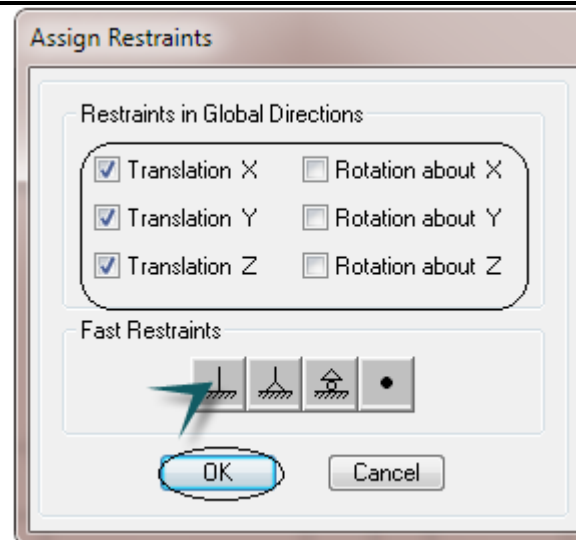 Assign Restraints
Restraints in Global Directions
Translation X Rotation about X
Translation Y Rotation about Y
Translation Z Rotation about Z
Fast Restraints
OK Cancel